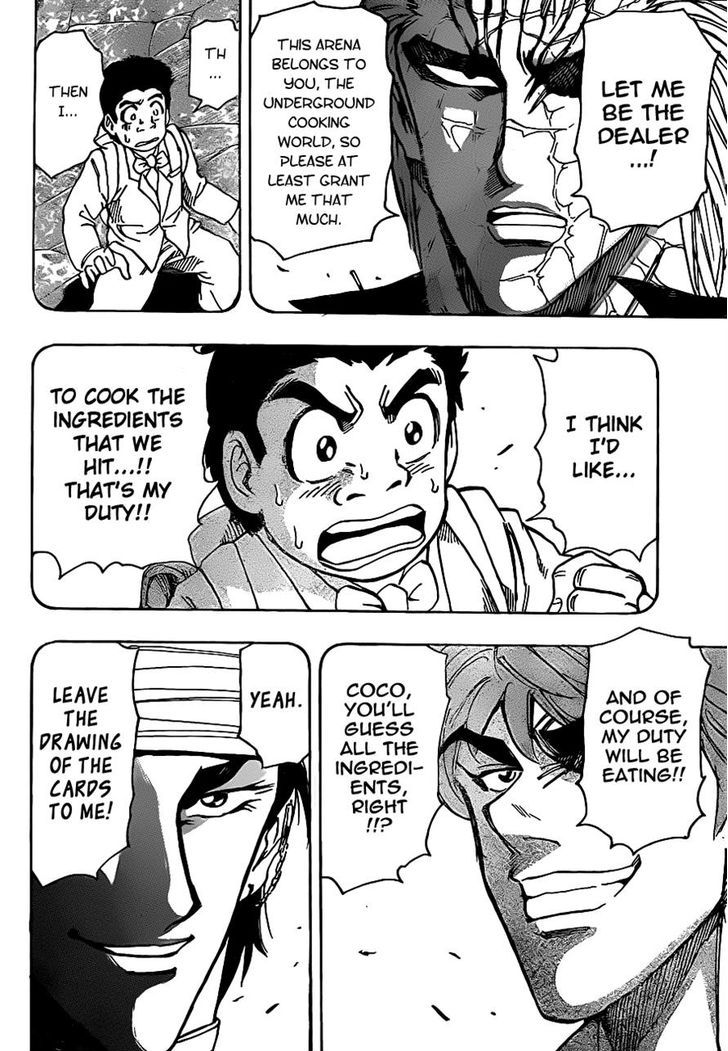 LET ME
BE THE
DEALER
...!
THIS ARENA
BELONGS TO
YOU, THE
UNDERGROUND
COOKING
WORLD, SO
PLEASE AT
LEAST GRANT
ME THAT
MUCH.
TH
...
THEN
I...
I THINK
I'D
LIKE...
TO COOK THE
INGREDIENTS
THAT WE
HIT...!!
THAT'S MY
DUTY!!
AND OF
COURSE,
MY DUTY
WILL BE
EATING!!
COCO,
YOU'LL
GUESS
ALL THE
INGREDI-
ENTS,
RIGHT
!!?
YEAH.
LEAVE
THE
DRAWING
OF THE
CARDS
TO ME!